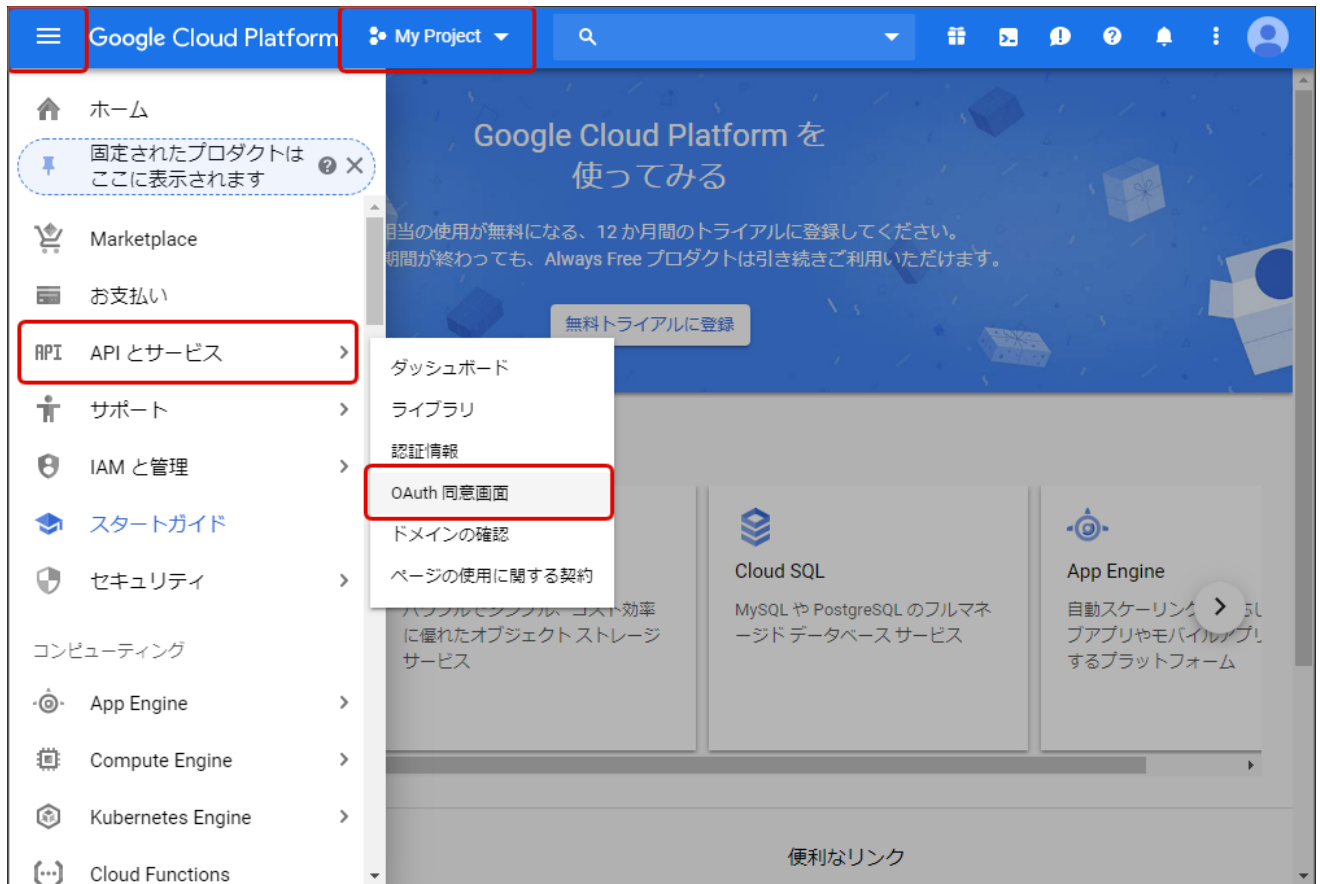 Google Cloud Platform
My Project
ホーム
固定されたプロダクトは
ここに表示されます
Marketplace
お支払い
API API とサービス
サポート
IAM と管理
スタートガイド
セキュリティ
コンピューティング
App Engine
Compute Engine
Kubernetes Engine
Cloud Functions
ダッシュボード
ライブラリ
認証情報
OAuth 同意画面
ドメインの確認
ページの使用に関する契約
Google Cloud Platform を
使ってみる
相当の使用が無料になる、12 か月間のトライアルに登録してください。
期間が終わっても、Always Free プロダクトは引き続きご利用いただけます。
無料トライアルに登録
パワフルでシンプル、コスト効率
に優れたオブジェクト ストレージ
サービス
Cloud SQL
MySQL や PostgreSQL のフルマネ
ージド データベース サービス
App Engine
自動スケーリング
ブアプリやモバイルアプリ
するプラットフォーム
便利なリンク